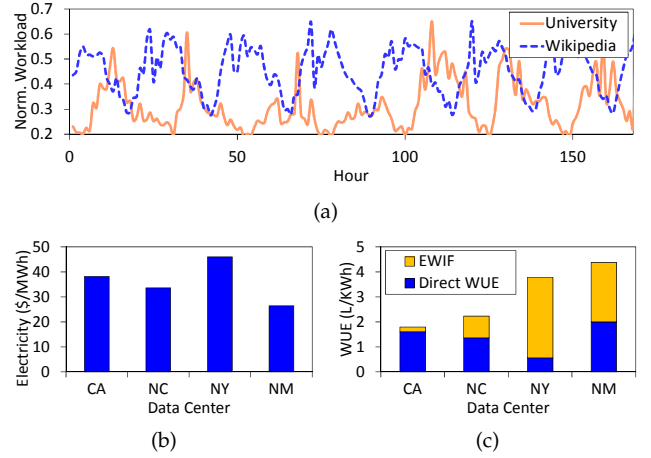 0.7
0.6
0.5
0.4
0.3
0.2
Norm. Workload
University
Wikipedia
0 50 100 150
Hour
(a)
50
40
30
20
10
0
Electricity ($/MWh)
CA NC NY NM
Data Center
(b)
5
4
3
2
1
0
WUE (L/KWh)
EWIF
Direct WUE
CA NC NY NM
Data Center
(c)